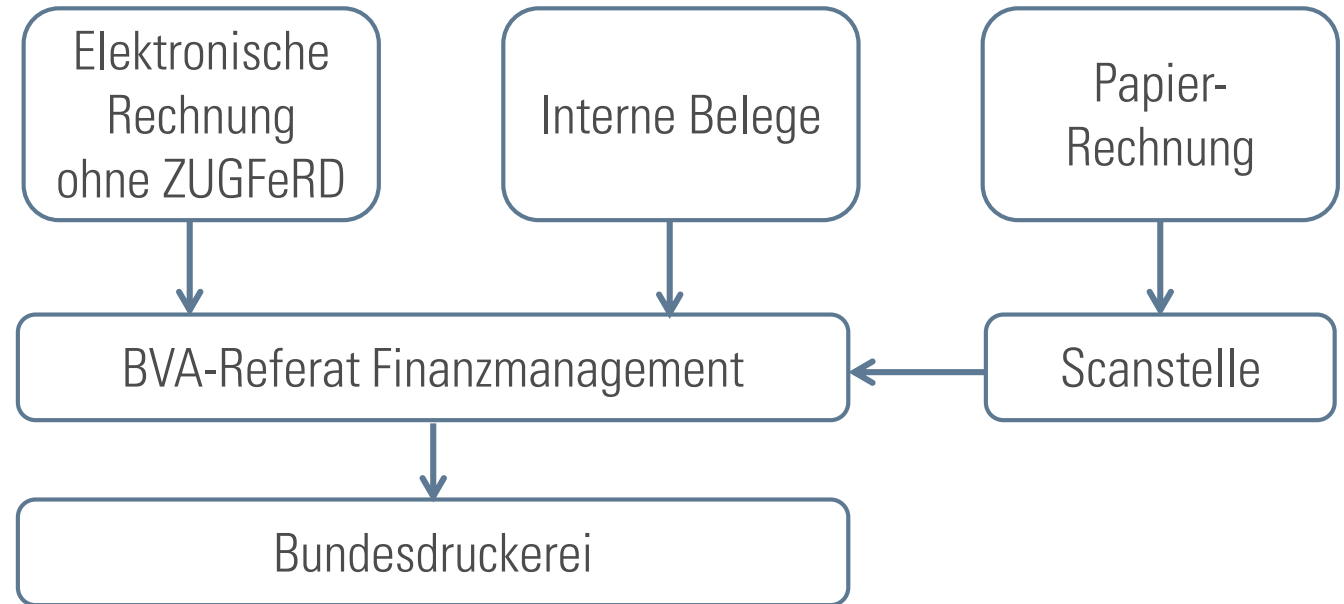 Elektronische
Rechnung
ohne ZUGFeRD
Interne Belege
Papier-
Rechnung
BVA-Referat Finanzmanagement
Scanstelle
Bundesdruckerei